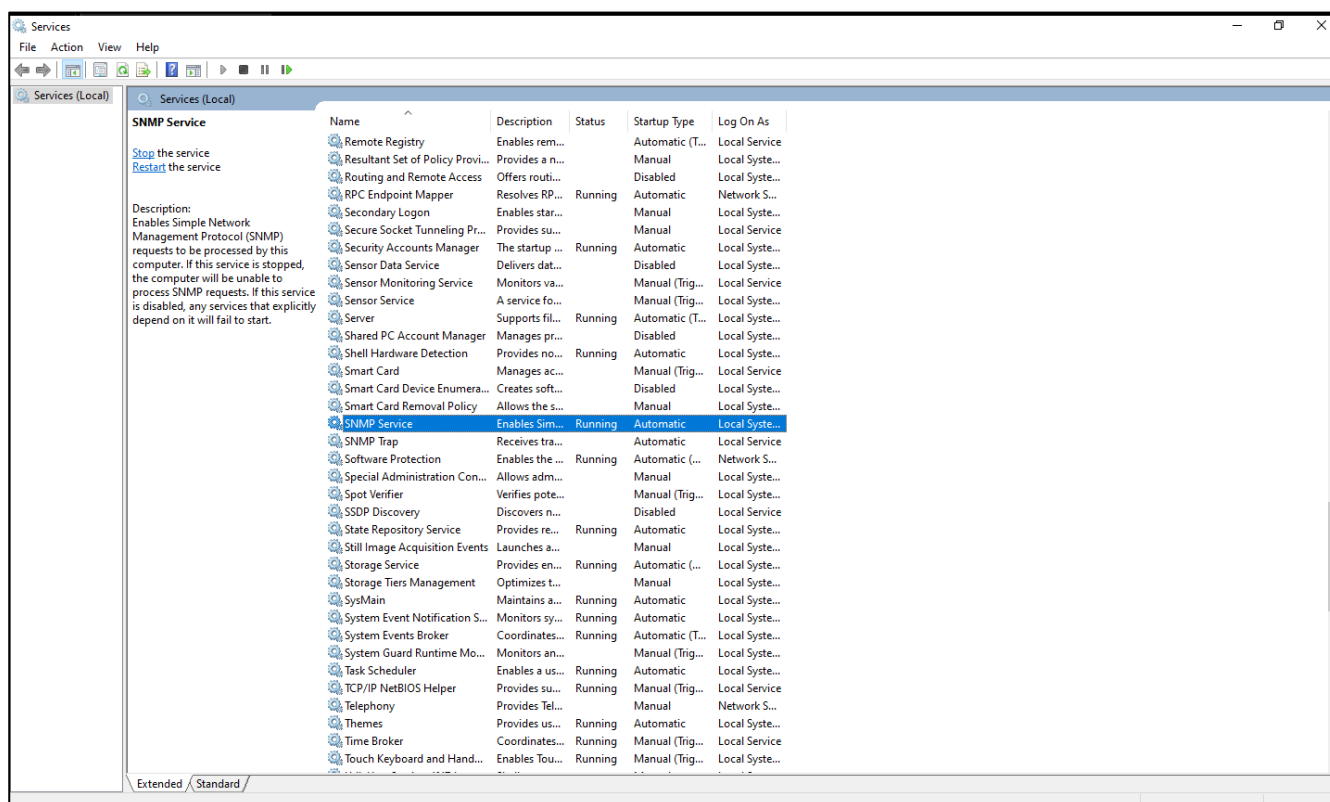 Services
File Action View Help
Services (Local)
Services (Local)
SNMP Service
Stop the service
Restart the service
Description:
Enables Simple Network
Management Protocol (SNMP)
requests to be processed by this
computer. If this service is stopped,
the computer will be unable to
process SNMP requests. If this service
is disabled, any services that explicitly
depend on it will fail to start.
Name Description Status Startup Type Log On As
Remote Registry Enables rem... Automatic (T... Local Service
Resultant Set of Policy Provi... Provides a n... Manual Local Syste...
Routing and Remote Access Offers routi... Disabled Local Syste...
RPC Endpoint Mapper Resolves RP... Running Automatic Network S...
Secondary Logon Enables star... Manual Local Syste...
Secure Socket Tunneling Pr... Provides su... Manual Local Service
Security Accounts Manager The startup ... Running Automatic Local Syste...
Sensor Data Service Delivers dat... Disabled Local Syste...
Sensor Monitoring Service Monitors va... Manual (Trig... Local Service
Sensor Service A service fo... Manual (Trig... Local Syste...
Server Supports fil... Running Automatic (T... Local Syste...
Shared PC Account Manager Manages pr... Disabled Local Syste...
Shell Hardware Detection Provides no... Running Automatic Local Syste...
Smart Card Manages ac... Manual (Trig... Local Service
Smart Card Device Enumera... Creates soft... Disabled Local Syste...
Smart Card Removal Policy Allows the s... Manual Local Syste...
SNMP Service Enables Sim... Running Automatic Local Syste...
SNMP Trap Receives tra... Automatic Local Service
Software Protection Enables the ... Running Automatic (... Network S...
Special Administration Con... Allows adm... Manual Local Syste...
Spot Verifier Verifies pote... Manual (Trig... Local Syste...
SSDP Discovery Discovers n... Disabled Local Service
State Repository Service Provides re... Running Automatic Local Syste...
Still Image Acquisition Events Launches a... Manual Local Syste...
Storage Service Provides en... Running Automatic (... Local Syste...
Storage Tiers Management Optimizes t... Manual Local Syste...
SysMain Maintains a... Running Automatic Local Syste...
System Event Notification S... Monitors sy... Running Automatic Local Syste...
System Events Broker Coordinates... Running Automatic (T... Local Syste...
System Guard Runtime Mo... Monitors an... Manual (Trig... Local Syste...
Task Scheduler Enables a us... Running Automatic Local Syste...
TCP/IP NetBIOS Helper Provides su... Running Manual (Trig... Local Service
Telephony Provides Tel... Manual Network S...
Themes Provides us... Running Automatic Local Syste...
Time Broker Coordinates... Running Manual (Trig... Local Service
Touch Keyboard and Hand... Enables Tou... Running Manual (Trig... Local Syste...
Extended Standard